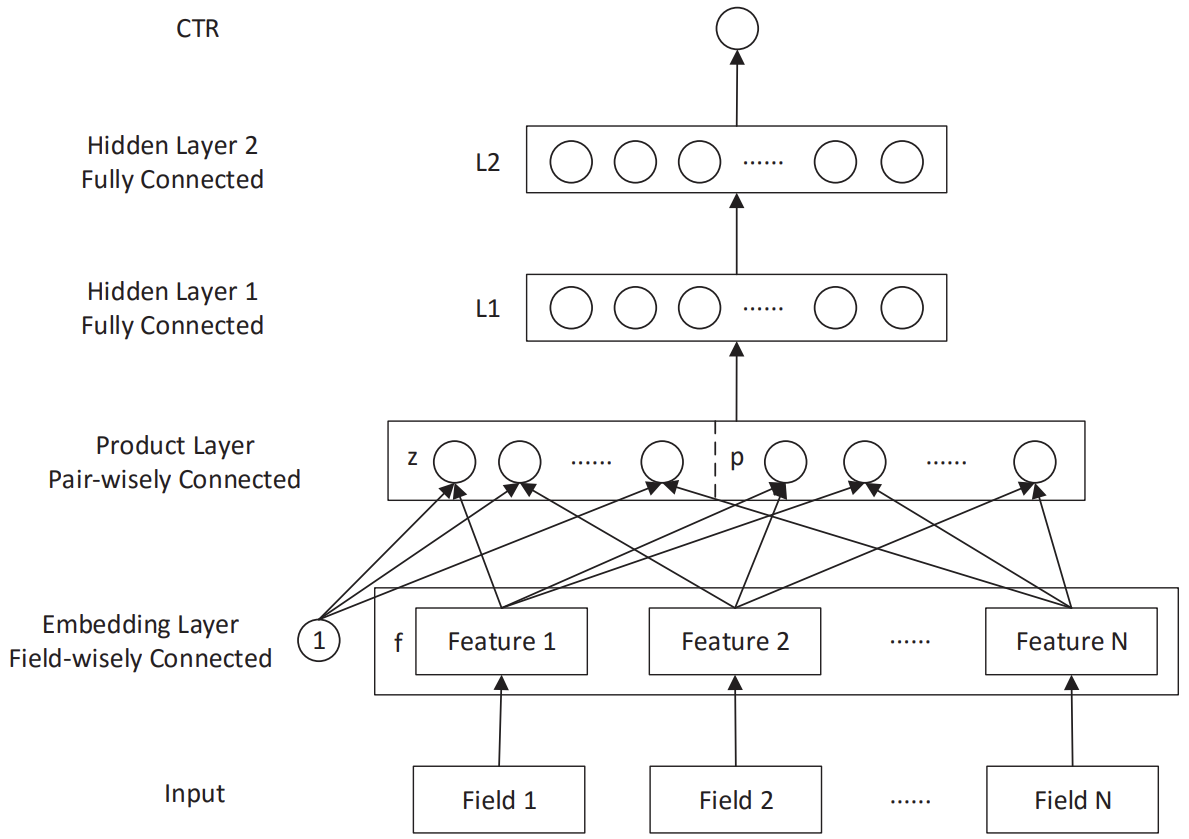 CTR
Hidden Layer 2
Fully Connected
L2
......
Hidden Layer 1
Fully Connected
L1
......
Product Layer
Pair-wisely Connected
z
......
p
......
Embedding Layer
Field-wisely Connected
1
f
Feature 1
Feature 2
......
Feature N
Input
Field 1
Field 2
......
Field N